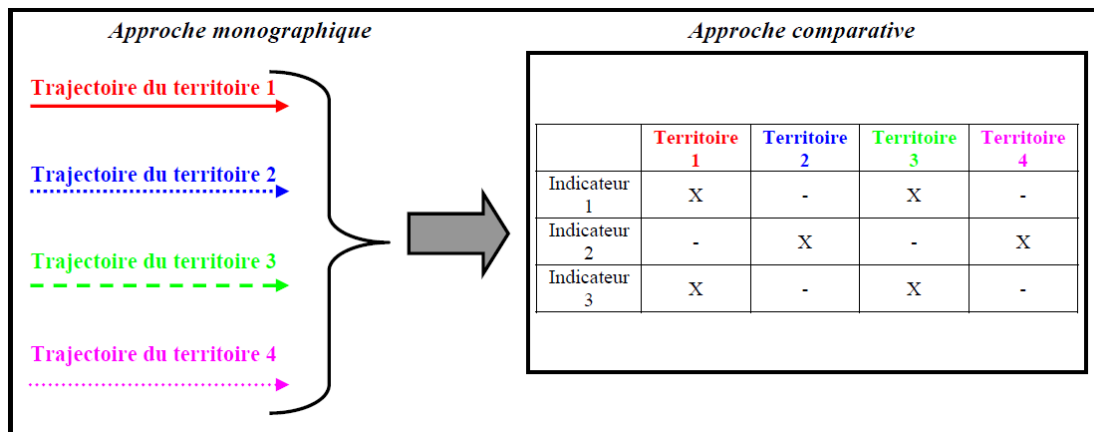 Approche monographique
Approche comparative
Trajectoire du territoire 1
Trajectoire du territoire 2
Trajectoire du territoire 3
Trajectoire du territoire 4
Territoire 1 Territoire 2 Territoire 3 Territoire 4
Indicateur 1 X - X -
Indicateur 2 - X - X
Indicateur 3 X - X -